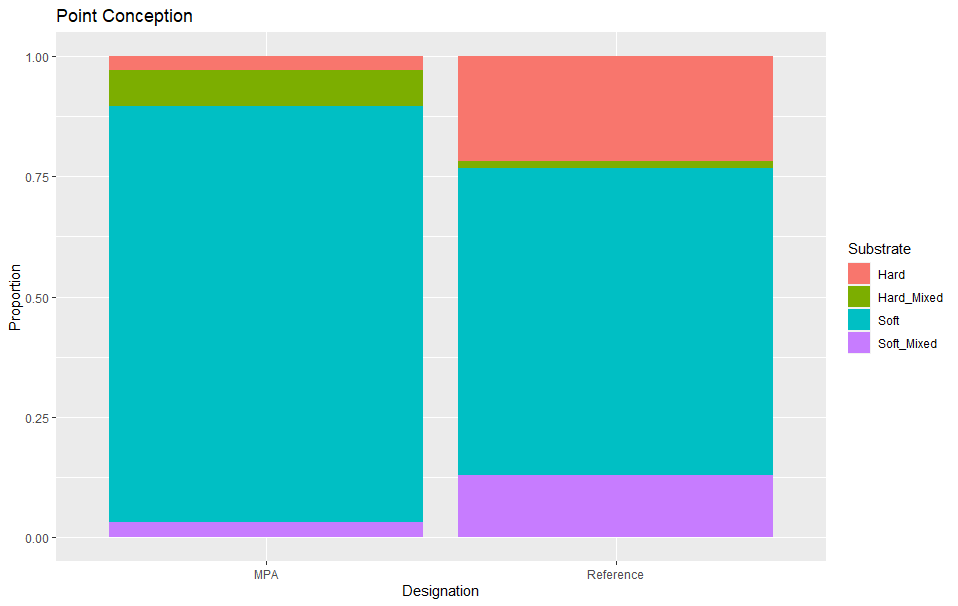 Point Conception
1.00
0.75
0.50
0.25
0.00
Proportion
MPA
Reference
Designation
Substrate
Hard
Hard_Mixed
Soft
Soft_Mixed